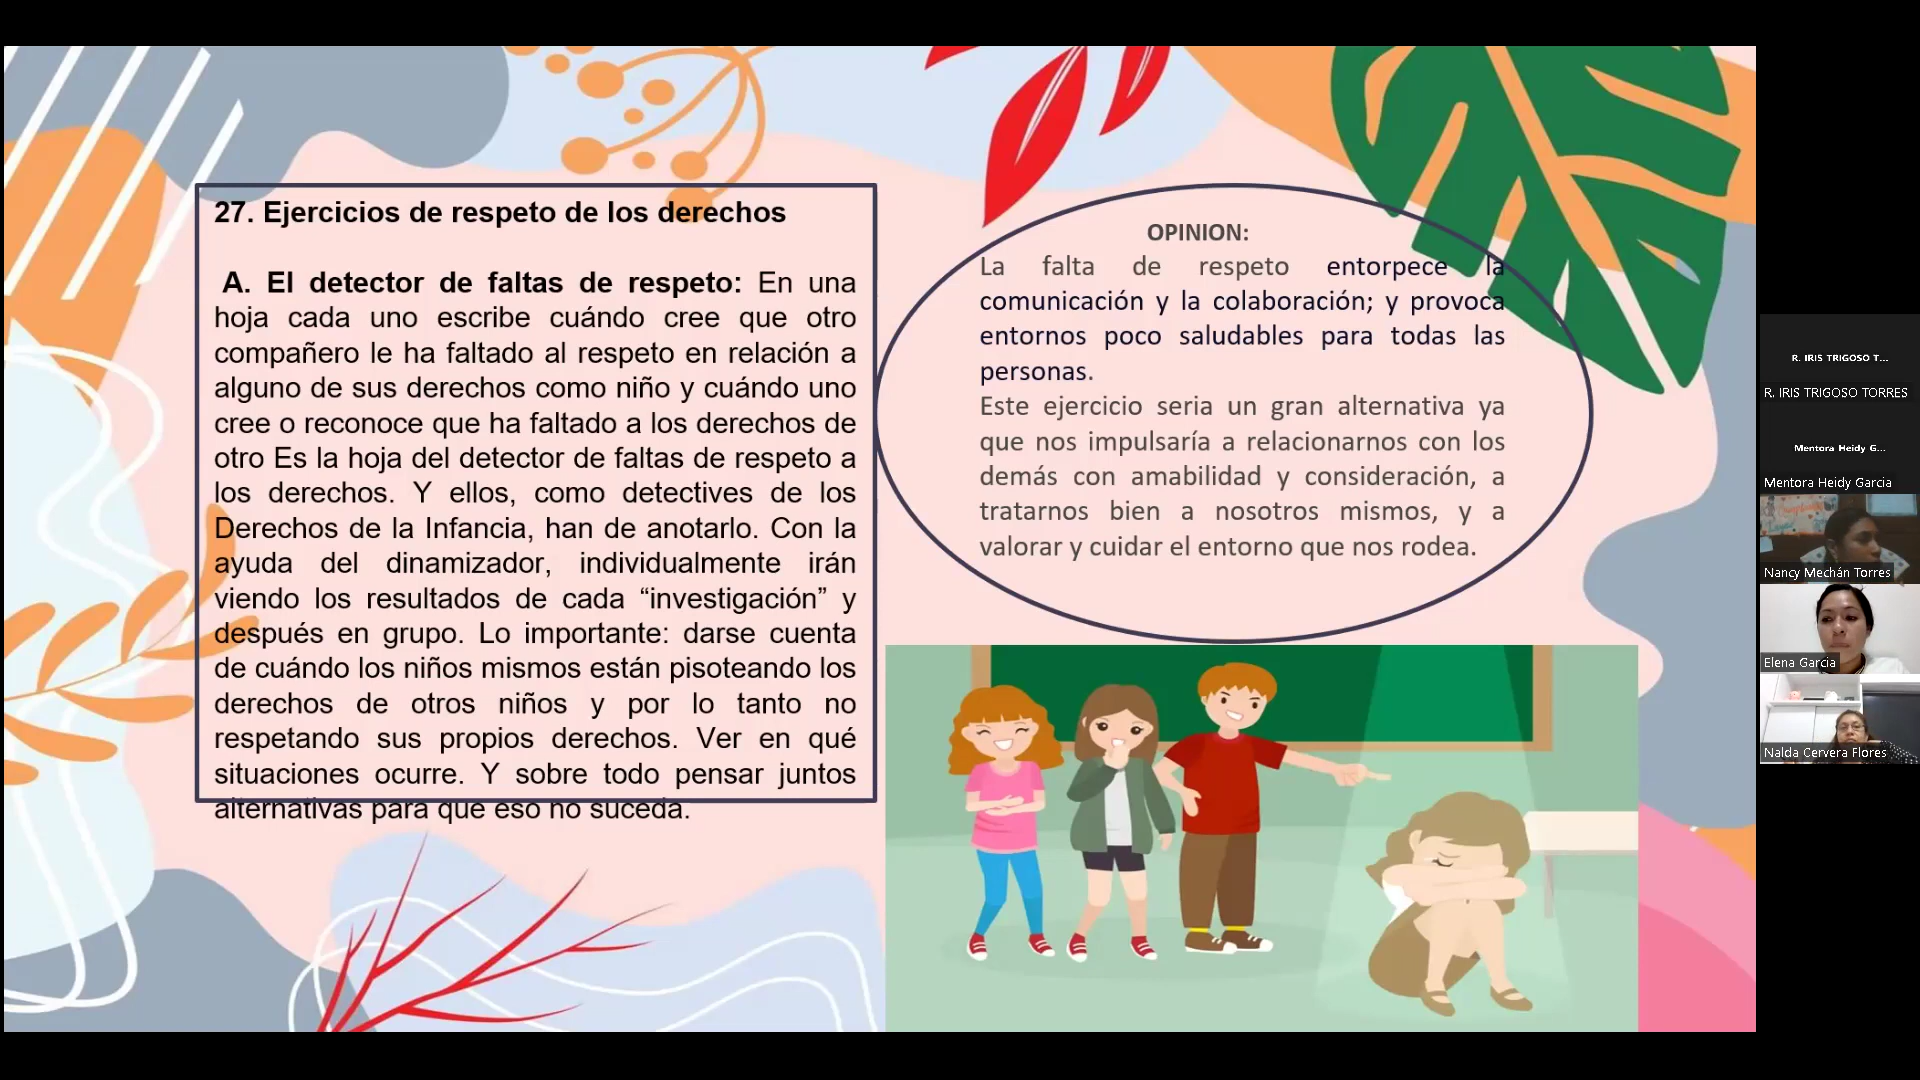 27. Ejercicios de respeto de los derechos
A. El detector de faltas de respeto: En una
hoja cada uno escribe cuándo cree que otro
compañero le ha faltado al respeto en relación a
alguno de sus derechos como niño y cuándo uno
cree o reconoce que ha faltado a los derechos de
otro Es la hoja del detector de faltas de respeto a
los derechos. Y ellos, como detectives de los
Derechos de la Infancia, han de anotarlo. Con la
ayuda del dinamizador, individualmente irán
viendo los resultados de cada “investigación” y
después en grupo. Lo importante: darse cuenta
de cuándo los niños mismos están pisoteando los
derechos de otros niños y por lo tanto no
respetando sus propios derechos. Ver en qué
situaciones ocurre. Y sobre todo pensar juntos
alternativas para que eso no suceda.
OPINION:
La falta de respeto entorpece la
comunicación y la colaboración; y provoca
entornos poco saludables para todas las
personas.
Este ejercicio seria un gran alternativa ya
que nos impulsaría a relacionarnos con los
demás con amabilidad y consideración, a
tratarnos bien a nosotros mismos, y a
valorar y cuidar el entorno que nos rodea.
R. IRIS TRIGOSO T...
R. IRIS TRIGOSO TORRES
Mentora Heidy G...
Mentora Heidy Garcia
Nancy Mechán Torres
Elena Garcia
Nalda Cervera Flores